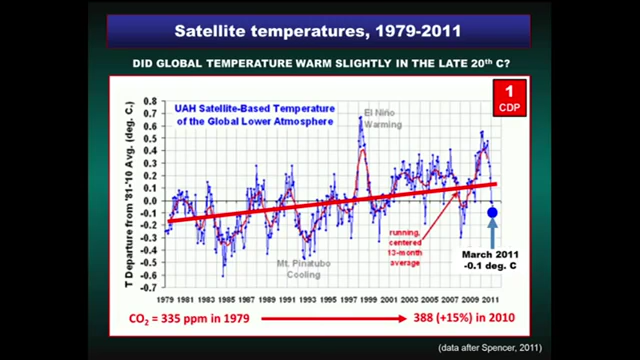 Satellite temperatures, 1979-2011
DID GLOBAL TEMPERATURE WARM SLIGHTLY IN THE LATE 20th C?
1
CDP
T Departure from '81-10 Avg. (deg. C.)
0.8
0.7
0.6
0.5
0.4
0.3
0.2
0.1
0.0
-0.1
-0.2
-0.3
-0.4
-0.5
-0.6
-0.7
UAH Satellite-Based Temperature
of the Global Lower Atmosphere
El Niño
Warming
running,
centered
13-month
average
Mt. Pinatubo
Cooling
March 2011
-0.1 deg. C
1979 1981 1983 1985 1987 1989 1991 1993 1995 1997 1999 2001 2003 2005 2007 2009 2011
CO2 = 335 ppm in 1979 388 (+15%) in 2010
(data after Spencer, 2011)